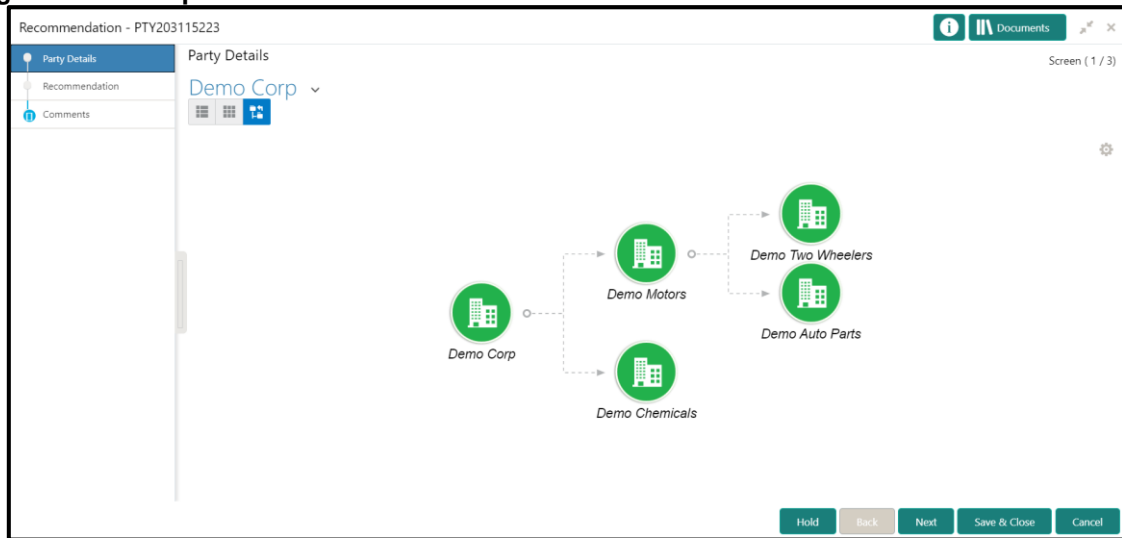 Recommendation - PTY203115223
Documents
Party Details
Recommendation
Comments
Party Details
Screen ( 1 / 3)
Demo Corp
Demo Two Wheelers
Demo Motors
Demo Auto Parts
Demo Corp
Demo Chemicals
Hold
Back
Next
Save & Close
Cancel